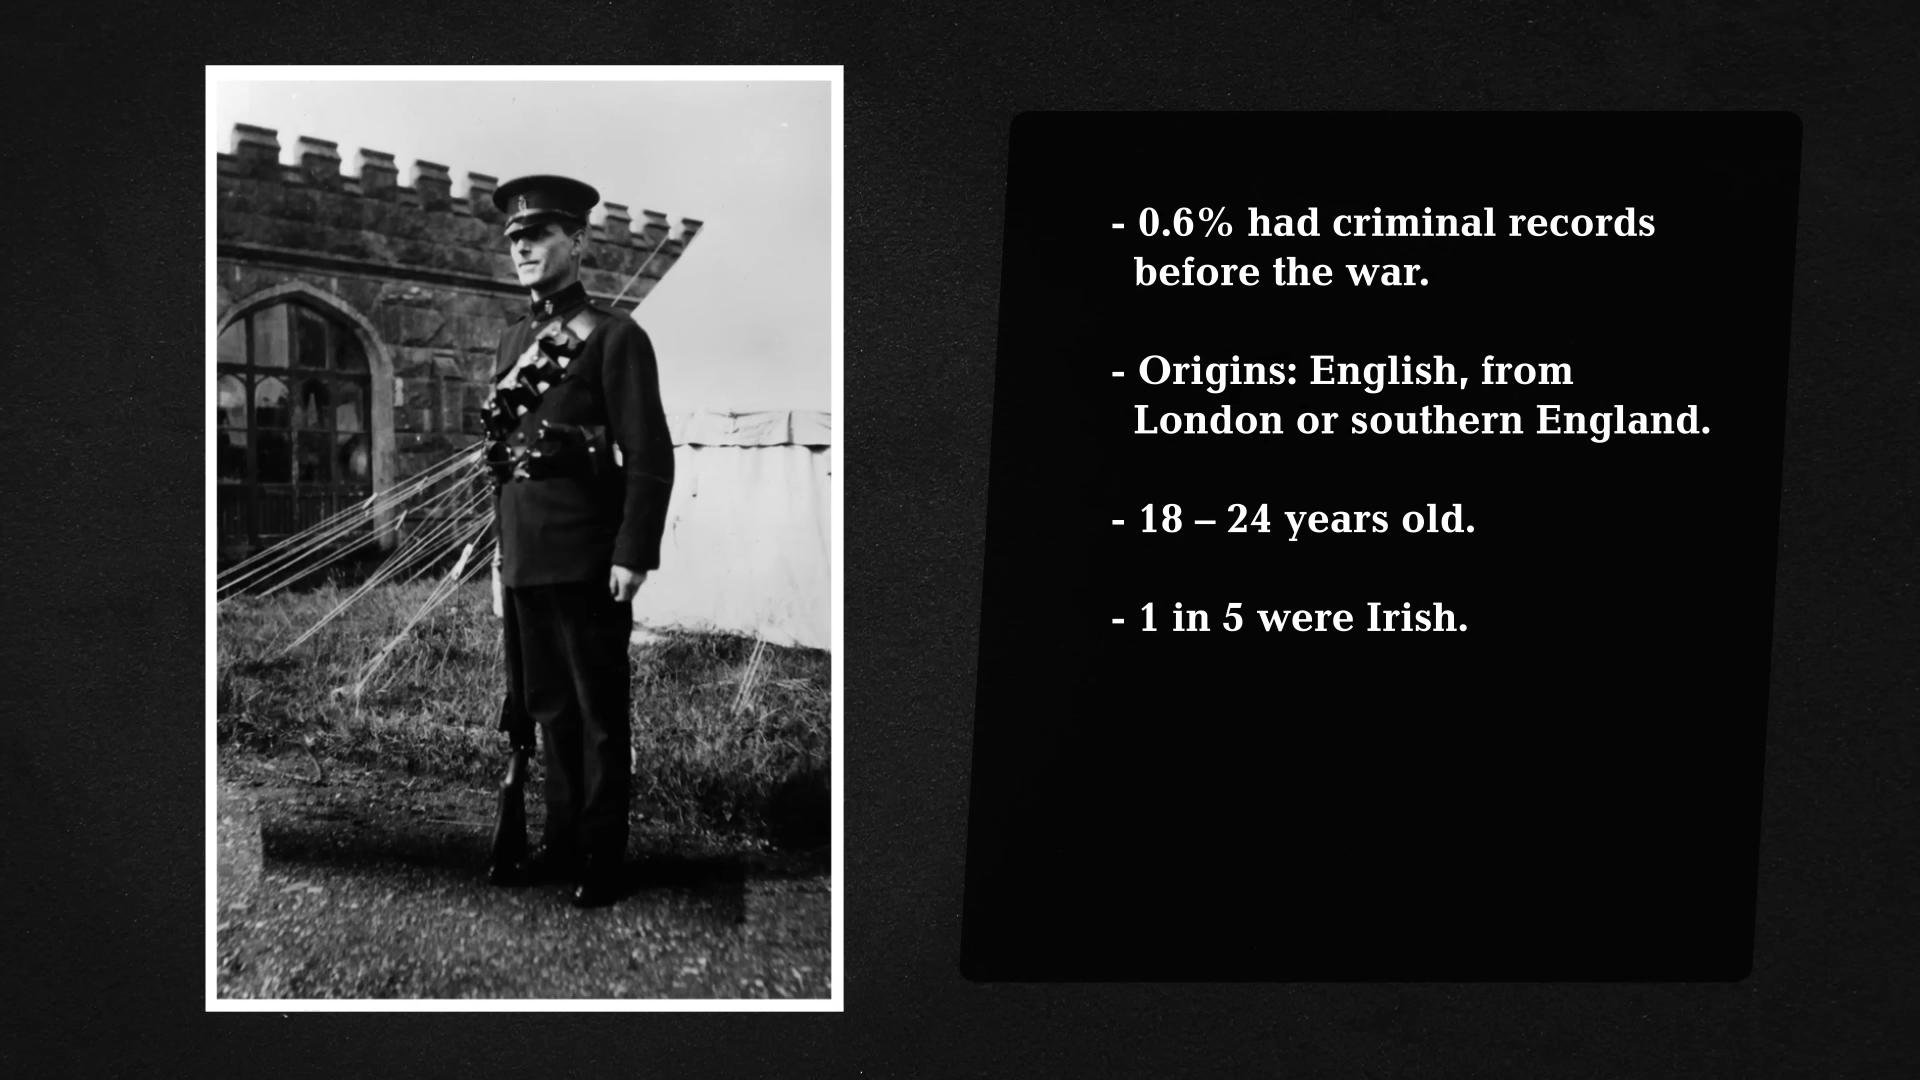 - 0.6% had criminal records
before the war.
- Origins: English, from
London or southern England.
- 18 – 24 years old.
- 1 in 5 were Irish.